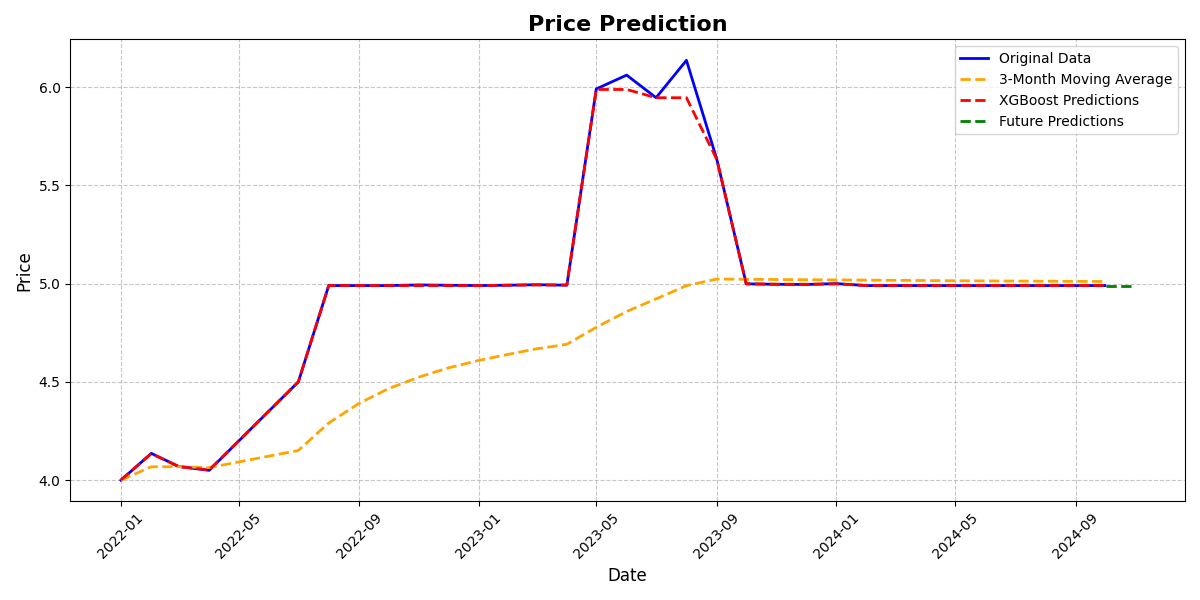 Price Prediction
Original Data
3-Month Moving Average
XGBoost Predictions
Future Predictions
Price
6.0
5.5
5.0
4.5
4.0
2022-01
2022-05
2022-09
2023-01
2023-05
2023-09
2024-01
2024-05
2024-09
Date